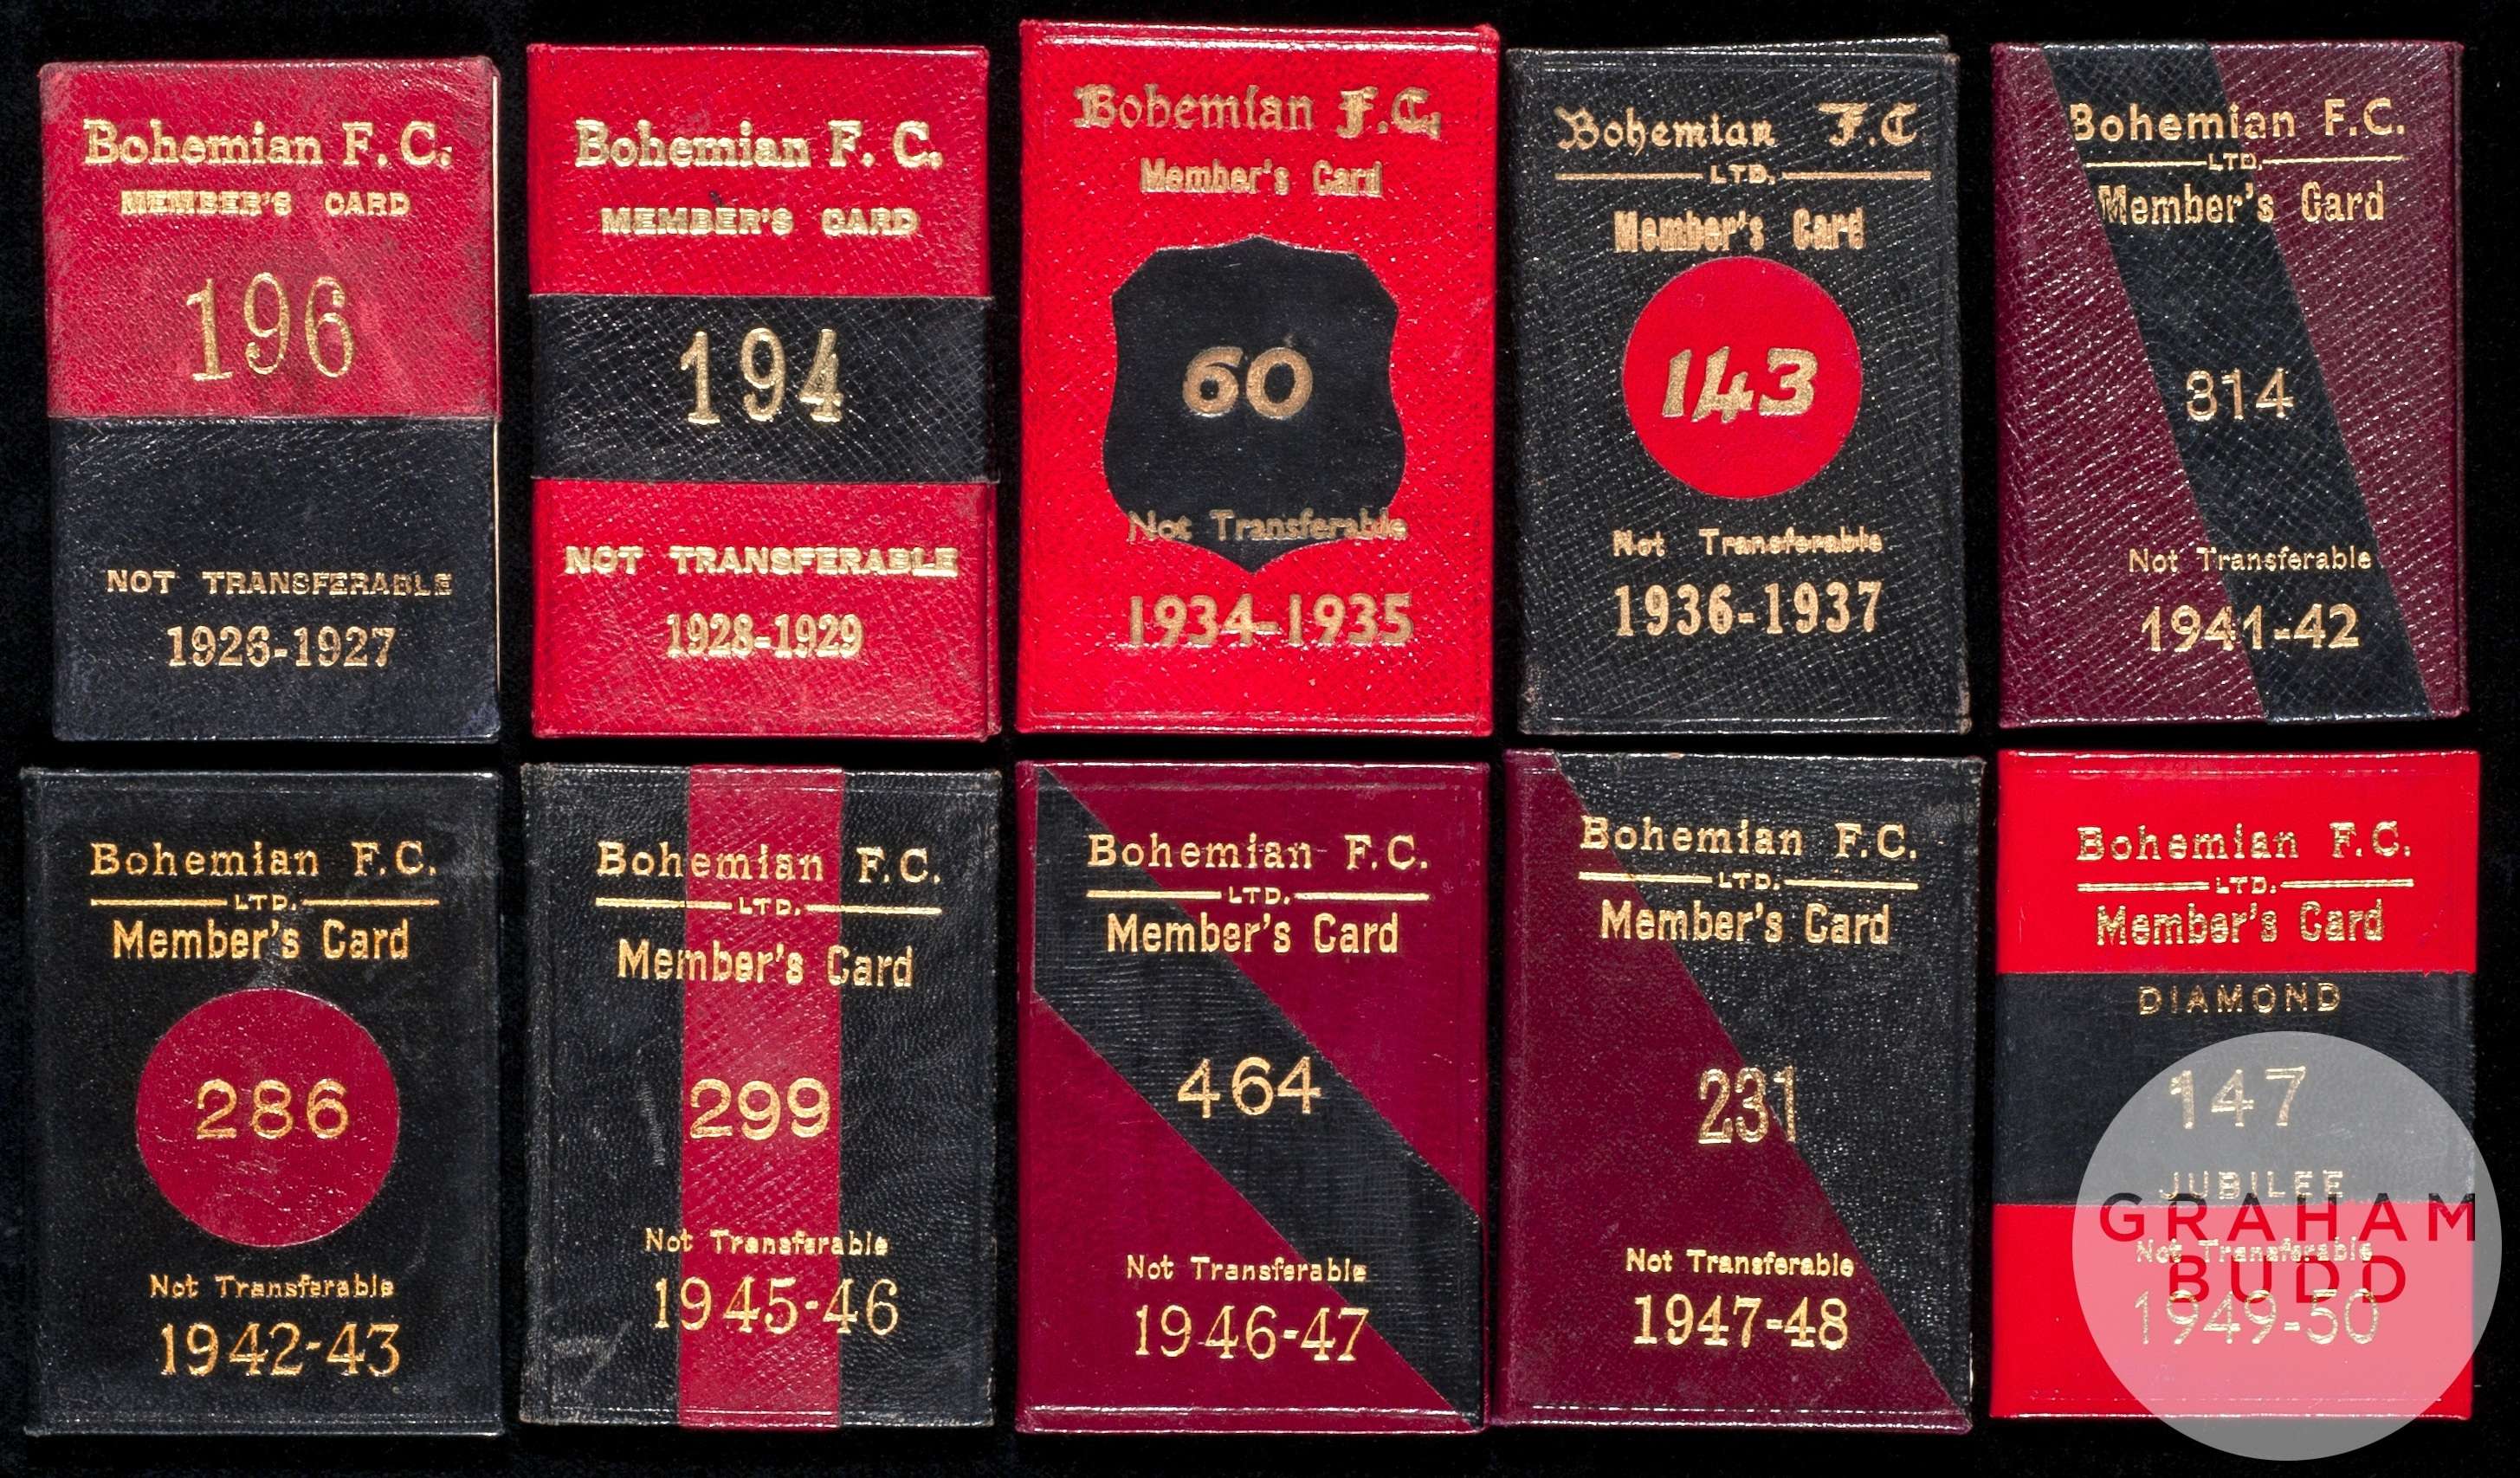 Bohemian F.C.
MEMBER'S CARD
196
NOT TRANSFERABLE
1926-1927
Bohemian F. C.
MEMBER'S CARD
194
NOT TRANSFERABLE
1928-1929
Bohemian F.C.
Member's Card
60
Not Transferable
1934-1935
Bohemian F.C
LTD.
Member's Card
143
Not Transferable
1936-1937
Bohemian F.C.
LTD.
Member's Card
314
Not Transferable
1941-42
Bohemian F.C.
LTD.
Member's Card
286
Not Transferable
1942-43
Bohemian F.C.
LTD.
Member's Card
299
Not Transferable
1945-46
Bohemian F.C.
LTD.
Member's Card
464
Not Transferable
1946-47
Bohemian F.C.
LTD.
Member's Card
231
Not Transferable
1947-48
Bohemian F.C.
LTD.
Member's Card
DIAMOND
147
JUBILEE
Not Transferable
1949-50
GRAHAM
BUDD